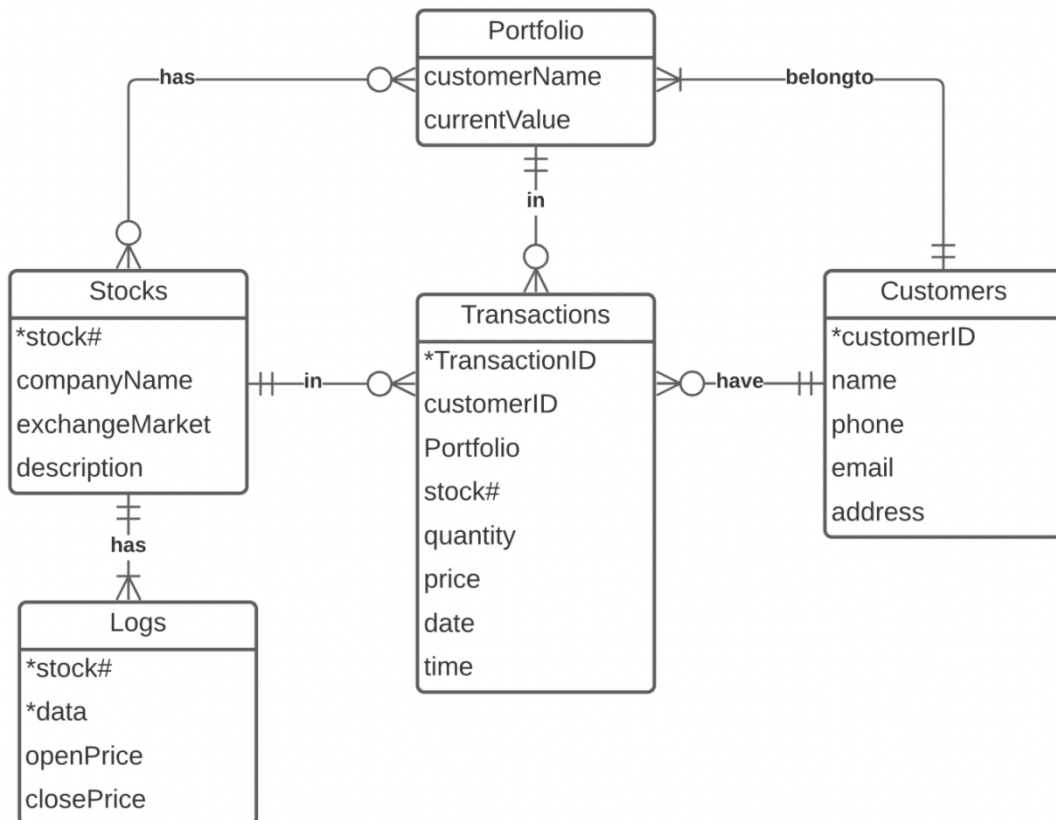 Portfolio
customerName
currentValue
has
belongto
in
Stocks
*stock#
companyName
exchangeMarket
description
in
Transactions
*TransactionID
customerID
Portfolio
stock#
quantity
price
date
time
have
Customers
*customerID
name
phone
email
address
has
Logs
*stock#
*data
openPrice
closePrice